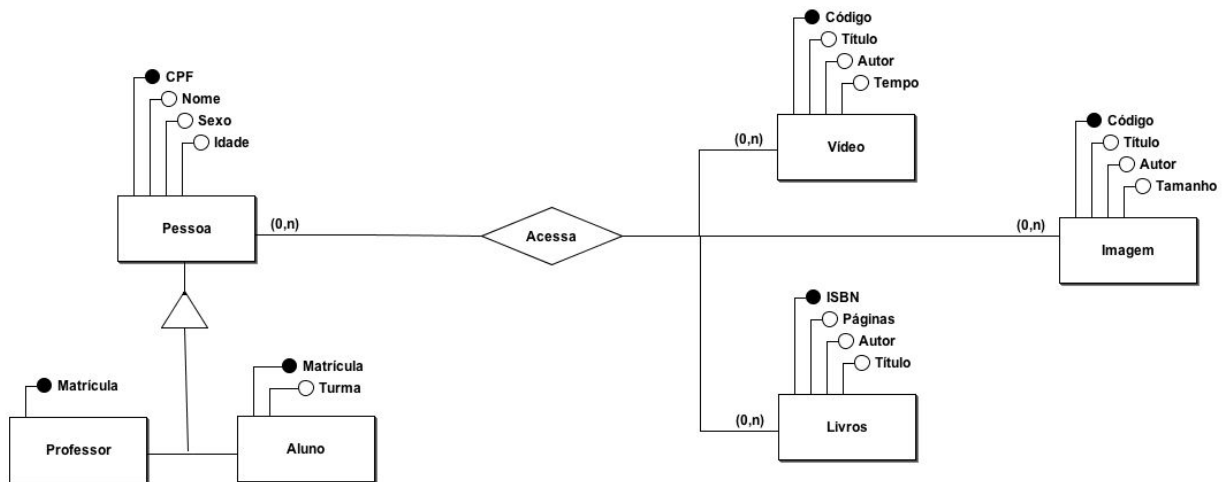 CPF
Nome
Sexo
Idade
Pessoa
(0,n)
Acessa
Código
Título
Autor
Tempo
(0,n)
Vídeo
Código
Título
Autor
Tamanho
(0,n)
Imagem
ISBN
Páginas
Autor
Título
(0,n)
Livros
Matrícula
Professor
Matrícula
Turma
Aluno